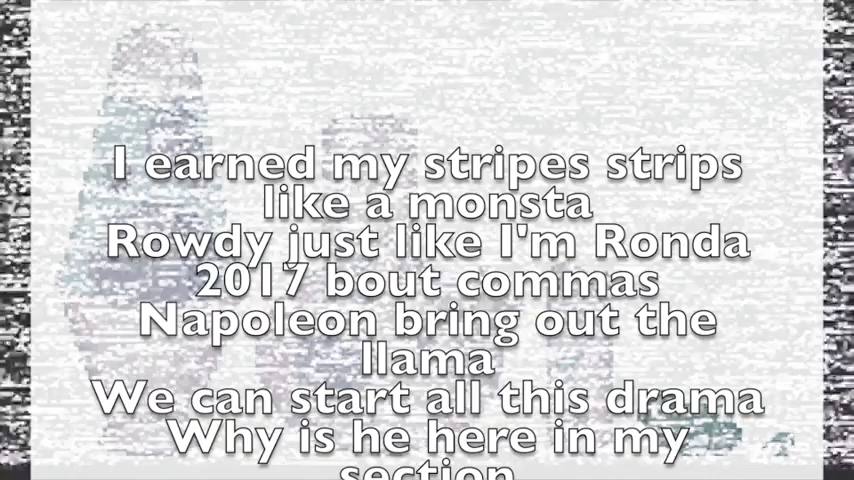 I earned my stripes strips
like a monsta
Rowdy just like I'm Ronda
2017 bout commas
Napoleon bring out the
llama
We can start all this drama
Why is he here in my
section